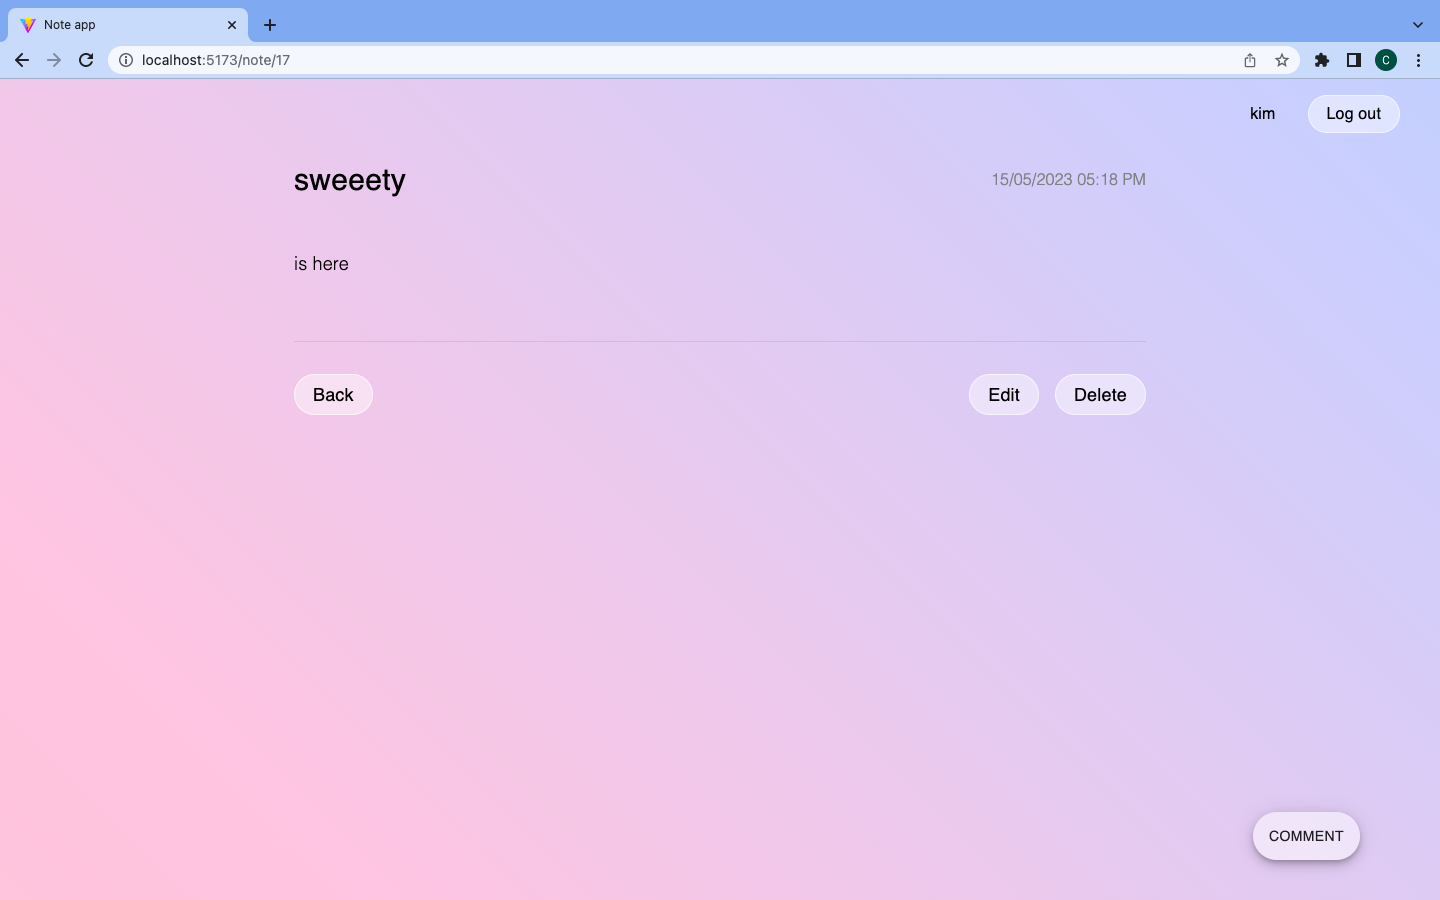 Note app
localhost:5173/note/17
C
kim
Log out
sweeety
15/05/2023 05:18 PM
is here
Back
Edit
Delete
COMMENT